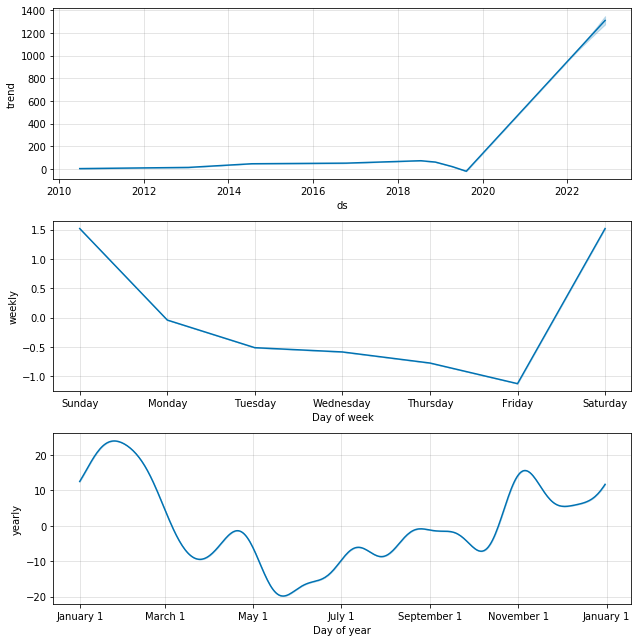 1400
1200
1000
800
600
400
200
0
trend
2010 2012 2014 2016 2018 2020 2022
ds
1.5
1.0
0.5
0.0
−0.5
−1.0
weekly
Sunday Monday Tuesday Wednesday Thursday Friday Saturday
Day of week
20
10
0
−10
−20
yearly
January 1 March 1 May 1 July 1 September 1 November 1 January 1
Day of year